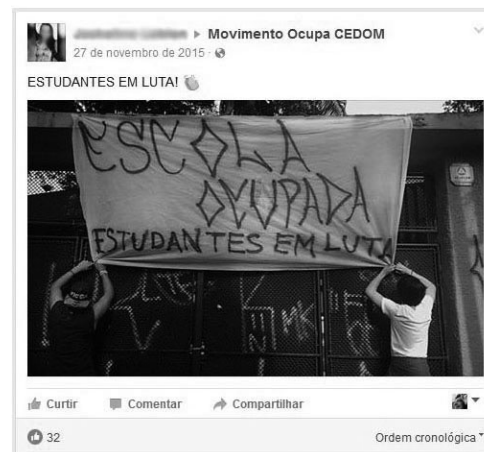 Movimento Ocupa CEDOM
27 de novembro de 2015
ESTUDANTES EM LUTA!
ESCOLA
OCUPADA
ESTUDANTES EM LUTA
Curtir Comentar Compartilhar
32 Ordem cronológica